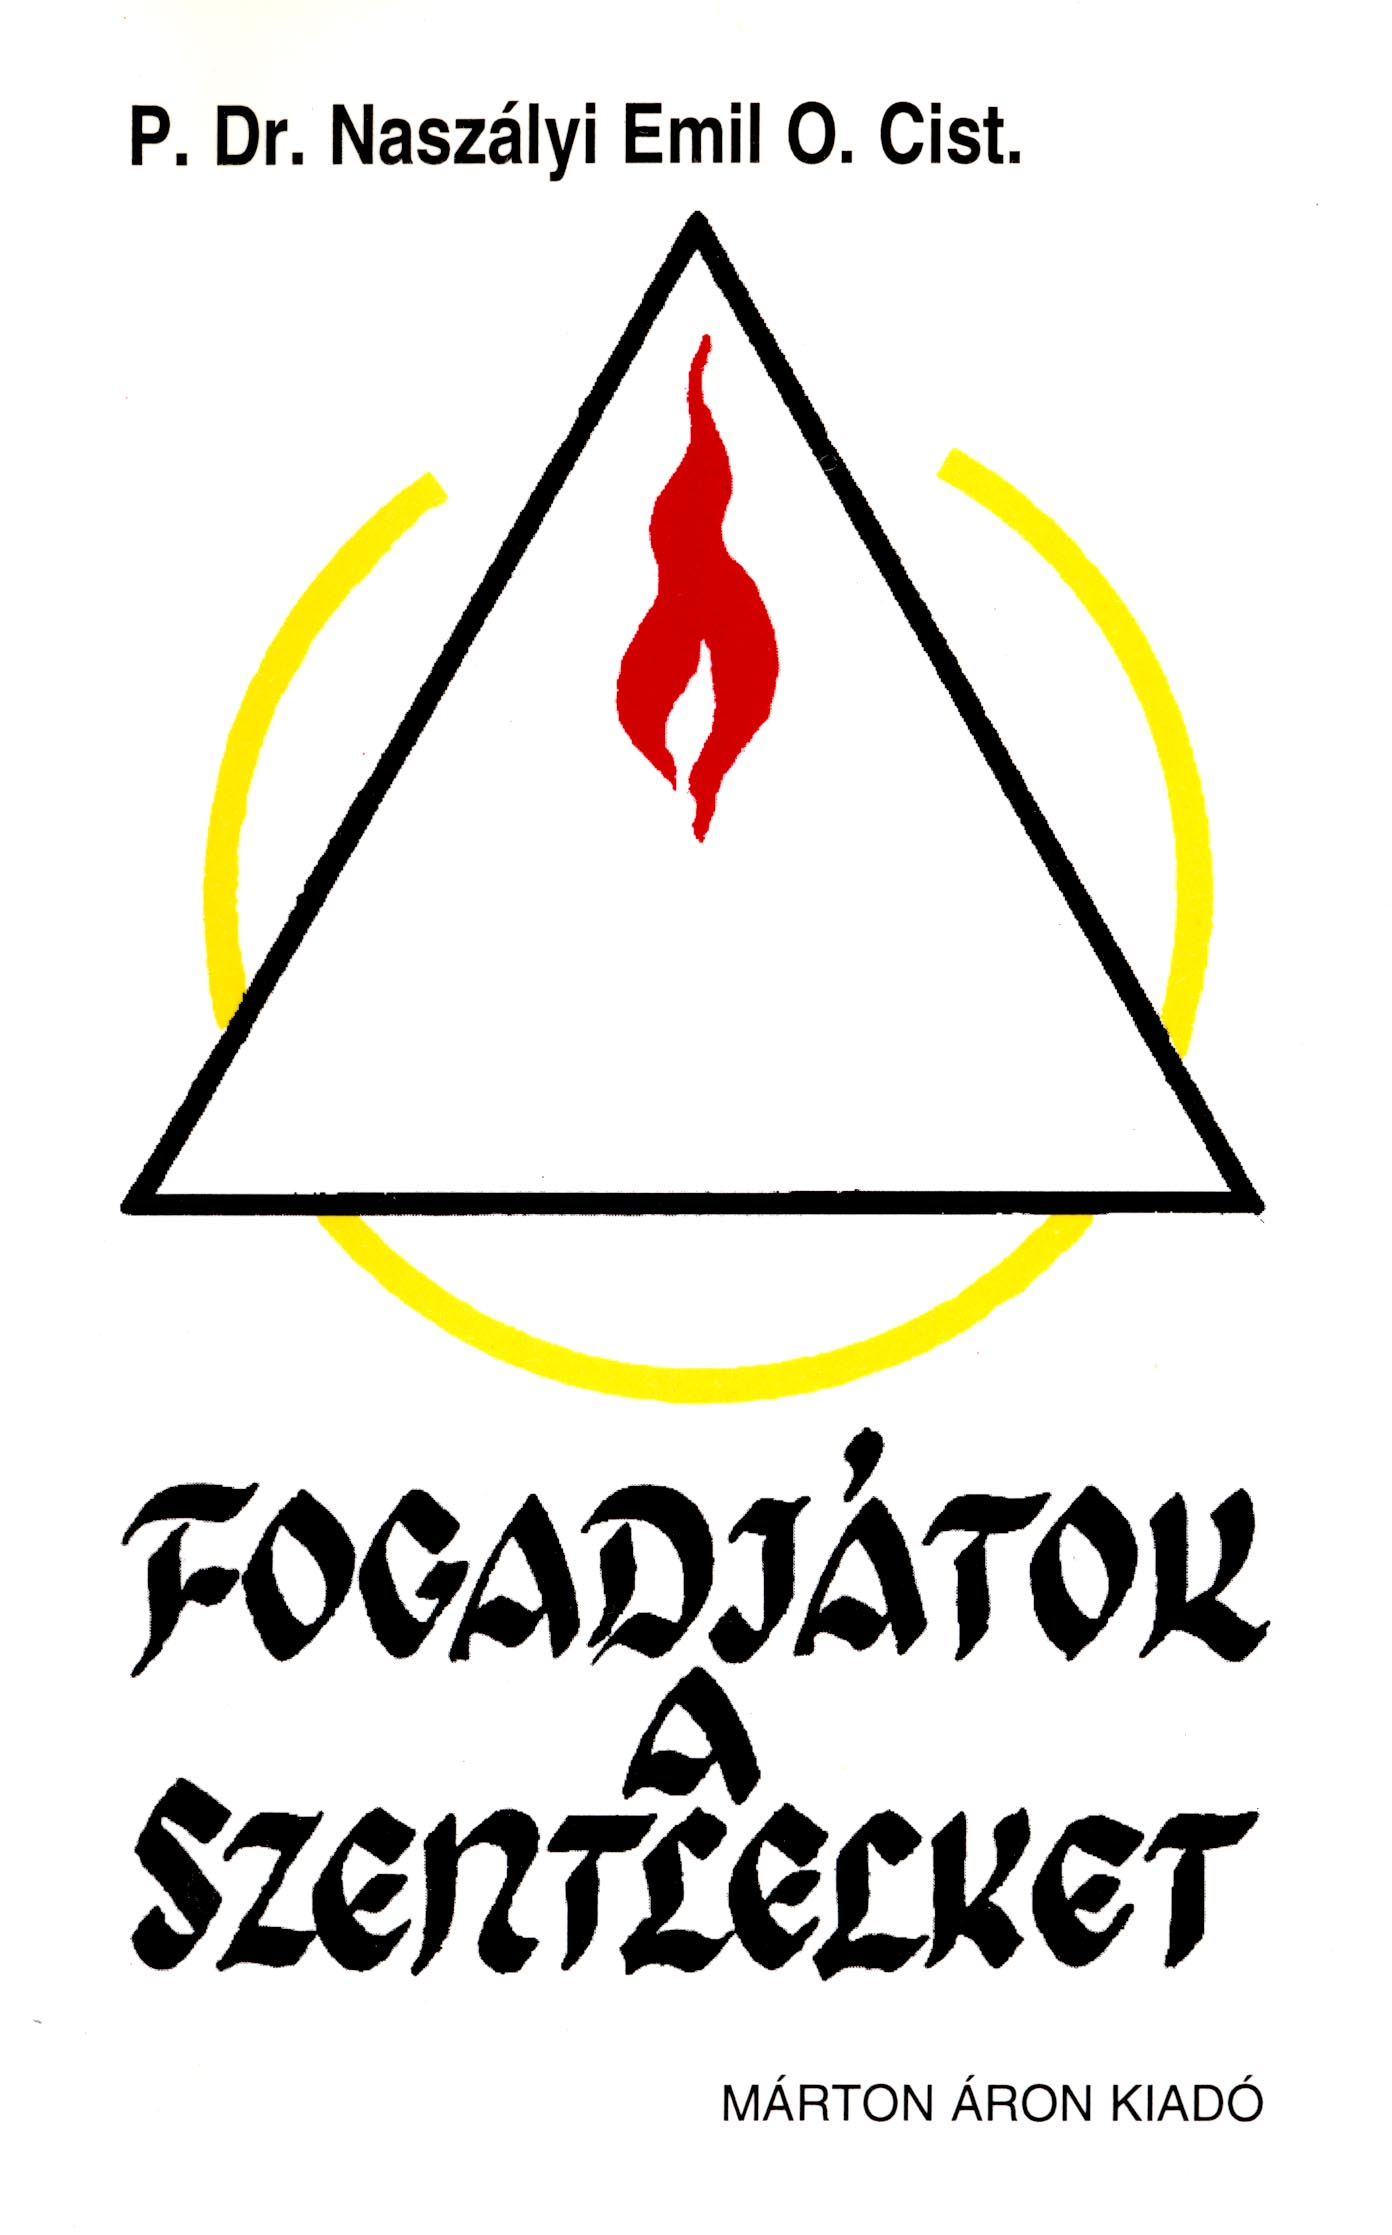 P. Dr. Naszályi Emil O. Cist.
FOGADJÁTOK
A
SZENTLELKET
MÁRTON ÁRON KIADÓ